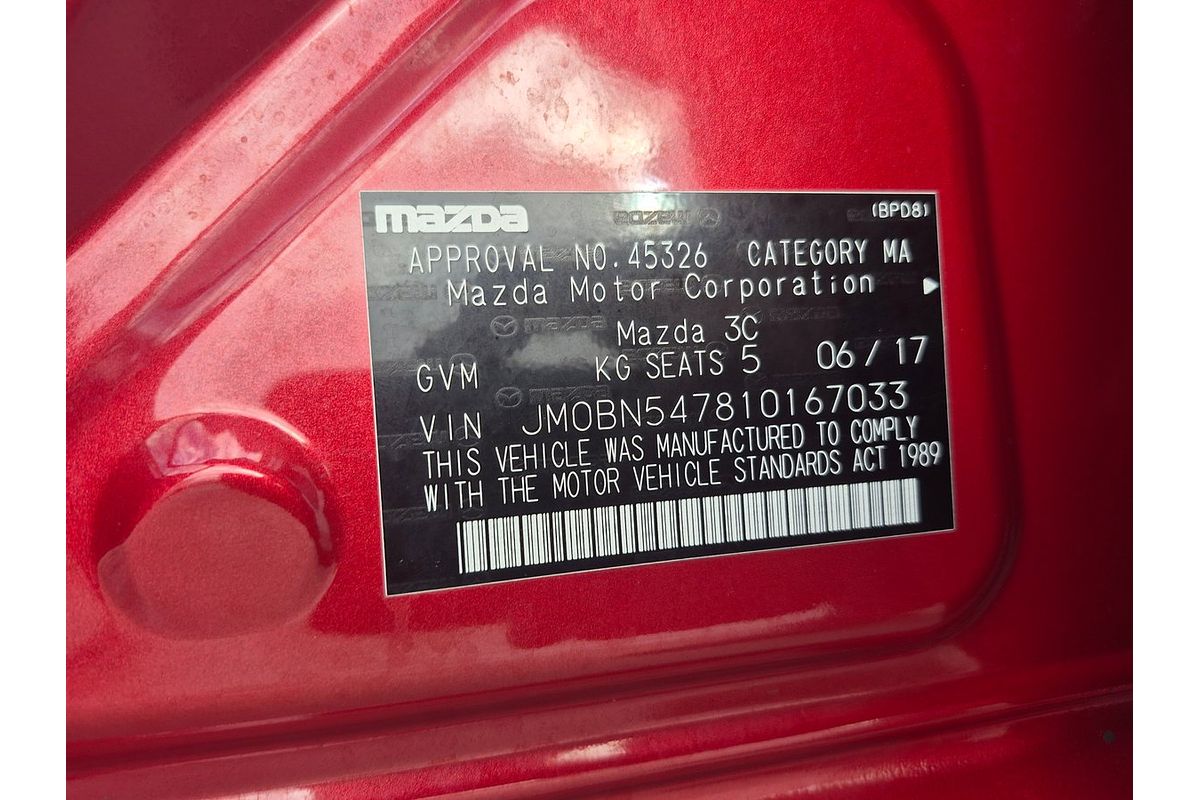 mazda (BPD8)
APPROVAL NO. 45326 CATEGORY MA
Mazda Motor Corporation
Mazda 3C
GVM KG SEATS 5 06/17
VIN JM0BN547810167033
THIS VEHICLE WAS MANUFACTURED TO COMPLY
WITH THE MOTOR VEHICLE STANDARDS ACT 1989